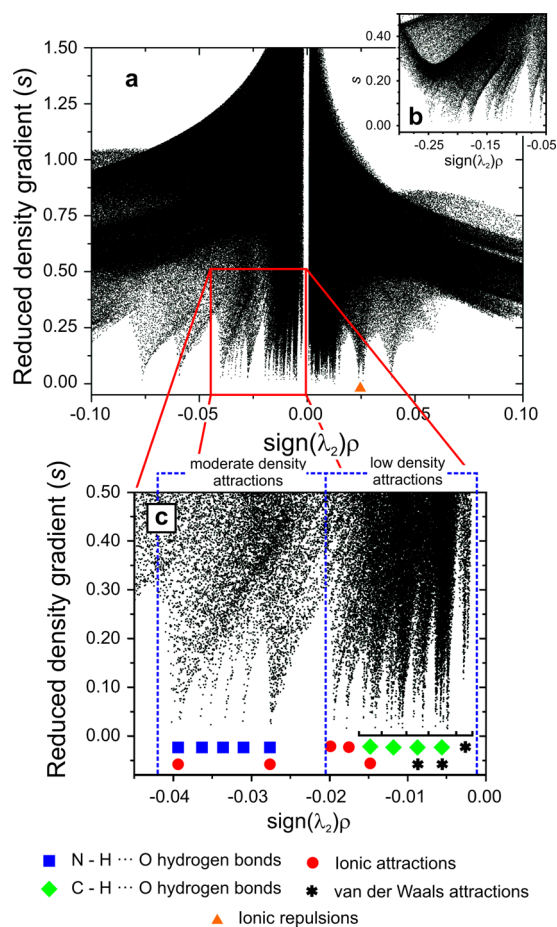 1.50
1.25
1.00
0.75
0.50
0.25
0.00
Reduced density gradient (s)
a
-0.10
-0.05
0.00
0.05
0.10
sign(λ₂)ρ
0.40
0.20
0.00
s
b
-0.25
-0.15
-0.05
sign(λ₂)ρ
moderate density
attractions
low density
attractions
0.50
0.40
0.30
0.20
0.10
0.00
Reduced density gradient (s)
c
-0.04
-0.03
-0.02
-0.01
0.00
sign(λ₂)ρ
N - H ··· O hydrogen bonds
Ionic attractions
C - H ··· O hydrogen bonds
van der Waals attractions
Ionic repulsions